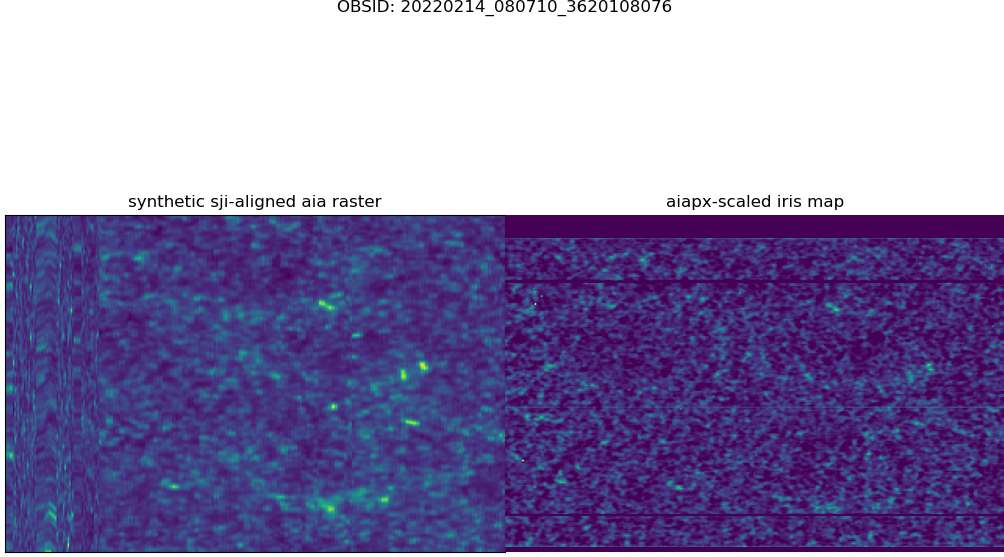 OBSID: 20220214_080710_3620108076
synthetic sji-aligned aia raster
aiapx-scaled iris map